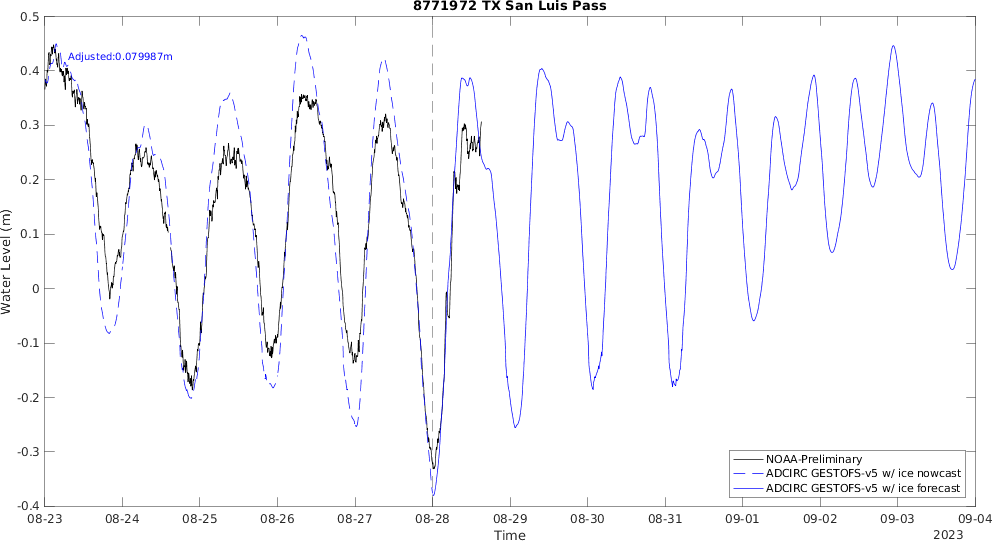 8771972 TX San Luis Pass
Adjusted:0.079987m
Water Level (m)
0.5
0.4
0.3
0.2
0.1
0
-0.1
-0.2
-0.3
-0.4
NOAA-Preliminary
ADCIRC GESTOFS-v5 w/ ice nowcast
ADCIRC GESTOFS-v5 w/ ice forecast
08-23 08-24 08-25 08-26 08-27 08-28 08-29 08-30 08-31 09-01 09-02 09-03 09-04
Time
2023